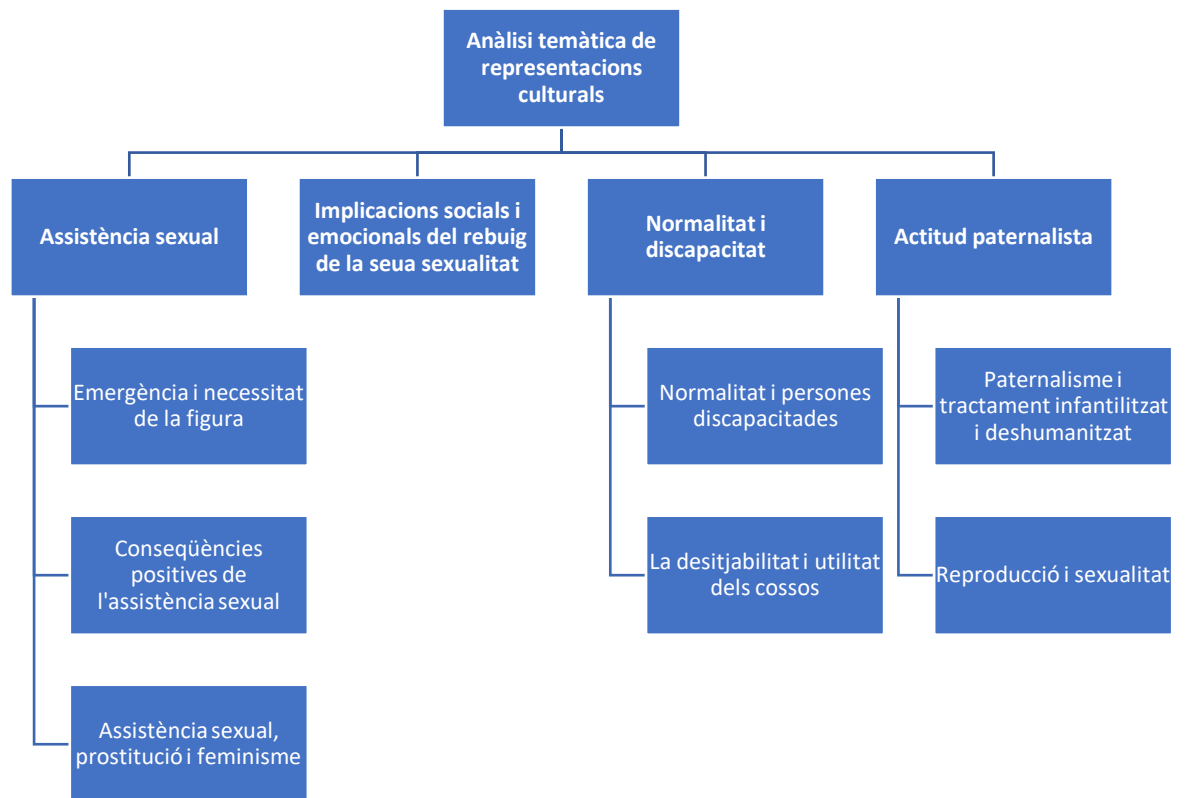 Anàlisi temàtica de
representacions
culturals
Assistència sexual
Implicacions socials i
emocionals del rebuig
de la seua sexualitat
Normalitat i
discapacitat
Actitud paternalista
Emergència i necessitat
de la figura
Conseqüències
positives de
l'assistència sexual
Assistència sexual,
prostitució i feminisme
Normalitat i persones
discapacitades
La desitjabilitat i utilitat
dels cossos
Paternalisme i
tractament infantilitzat
i deshumanitzat
Reproducció i sexualitat